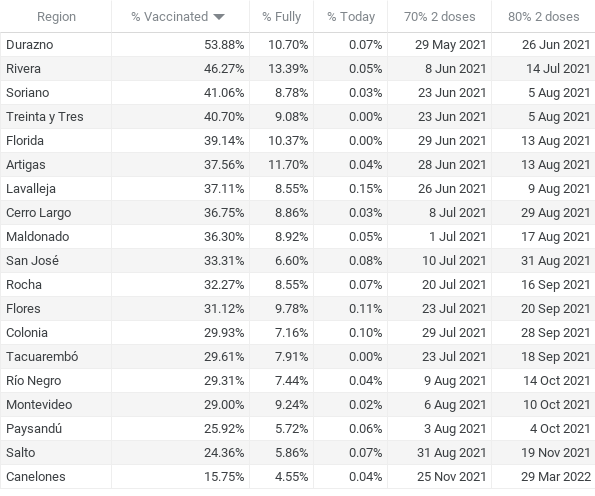 Region % Vaccinated % Fully % Today 70% 2 doses 80% 2 doses
Durazno 53.88% 10.70% 0.07% 29 May 2021 26 Jun 2021
Rivera 46.27% 13.39% 0.05% 8 Jun 2021 14 Jul 2021
Soriano 41.06% 8.78% 0.03% 23 Jun 2021 5 Aug 2021
Treinta y Tres 40.70% 9.08% 0.00% 23 Jun 2021 5 Aug 2021
Florida 39.14% 10.37% 0.00% 29 Jun 2021 13 Aug 2021
Artigas 37.56% 11.70% 0.04% 28 Jun 2021 13 Aug 2021
Lavalleja 37.11% 8.55% 0.15% 26 Jun 2021 9 Aug 2021
Cerro Largo 36.75% 8.86% 0.03% 8 Jul 2021 29 Aug 2021
Maldonado 36.30% 8.92% 0.05% 1 Jul 2021 17 Aug 2021
San José 33.31% 6.60% 0.08% 10 Jul 2021 31 Aug 2021
Rocha 32.27% 8.55% 0.07% 20 Jul 2021 16 Sep 2021
Flores 31.12% 9.78% 0.11% 23 Jul 2021 20 Sep 2021
Colonia 29.93% 7.16% 0.10% 29 Jul 2021 28 Sep 2021
Tacuarembó 29.61% 7.91% 0.00% 23 Jul 2021 18 Sep 2021
Río Negro 29.31% 7.44% 0.04% 9 Aug 2021 14 Oct 2021
Montevideo 29.00% 9.24% 0.02% 6 Aug 2021 10 Oct 2021
Paysandú 25.92% 5.72% 0.06% 3 Aug 2021 4 Oct 2021
Salto 24.36% 5.86% 0.07% 31 Aug 2021 19 Nov 2021
Canelones 15.75% 4.55% 0.04% 25 Nov 2021 29 Mar 2022